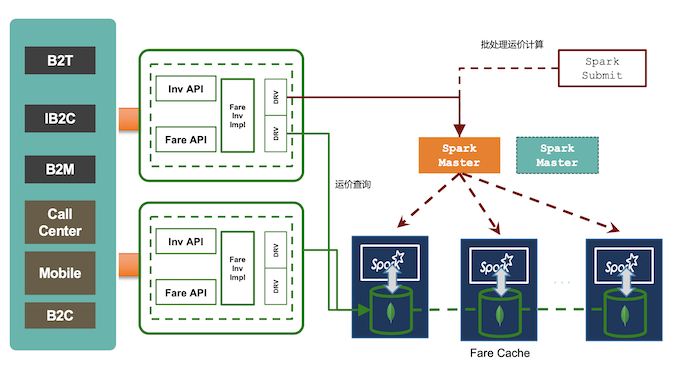 B2T
IB2C
B2M
Call
Center
Mobile
B2C
Inv API
Fare API
Fare
Inv
Impl
DRV
DRV
Inv API
Fare API
Fare
Inv
Impl
DRV
DRV
批处理运价计算
Spark
Submit
Spark
Master
Spark
Master
运价查询
Spark
Spark
Spark
...
Fare Cache